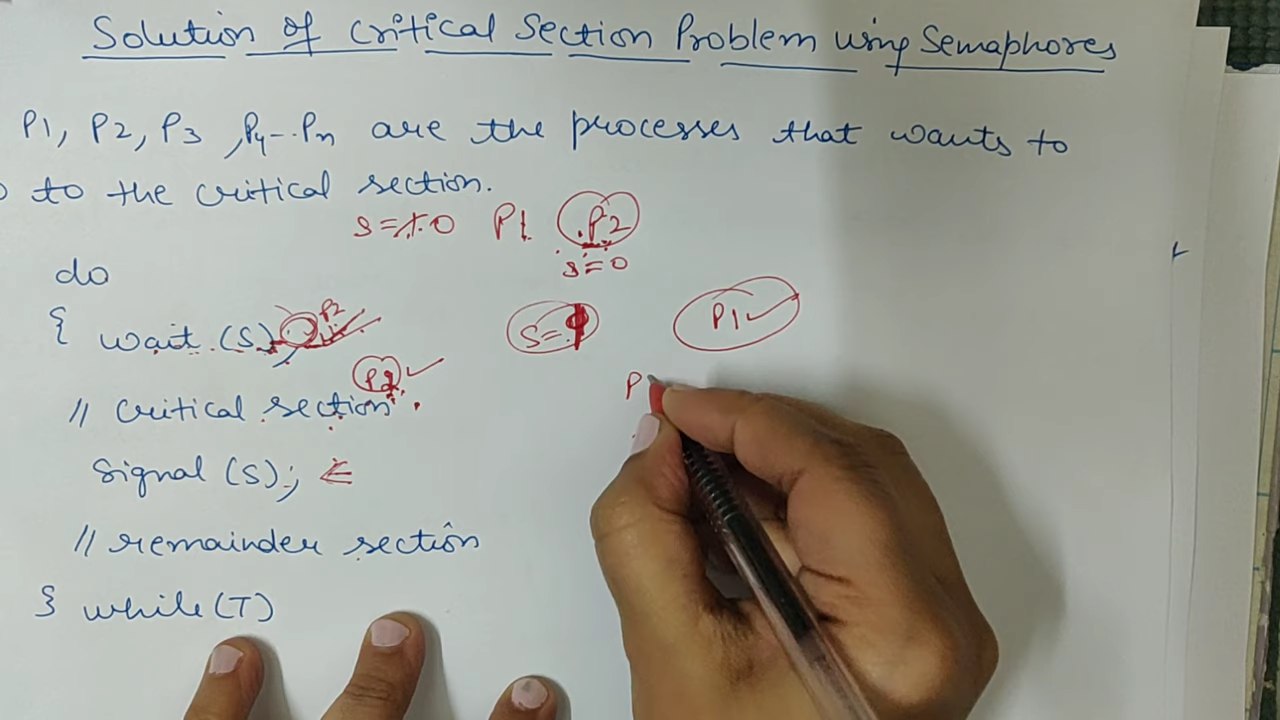 Solution of Critical Section Problem using Semaphores
P1, P2, P3, P4-..Pn are the processes that wants to
to the critical section.
S=1.0 P1 P2
S=0
do
{ wait (S); P2
S= P1
P2
// critical section
P
Signal (S);
// remainder section
} while(T)